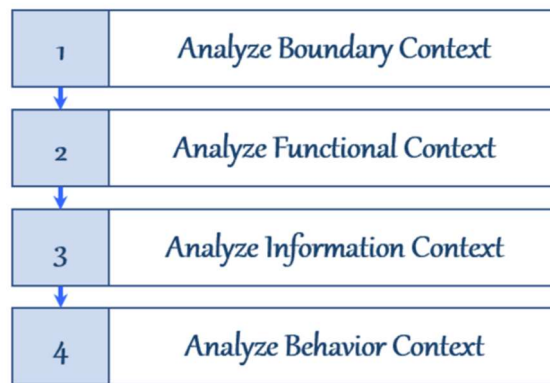 1 Analyze Boundary Context
2 Analyze Functional Context
3 Analyze Information Context
4 Analyze Behavior Context